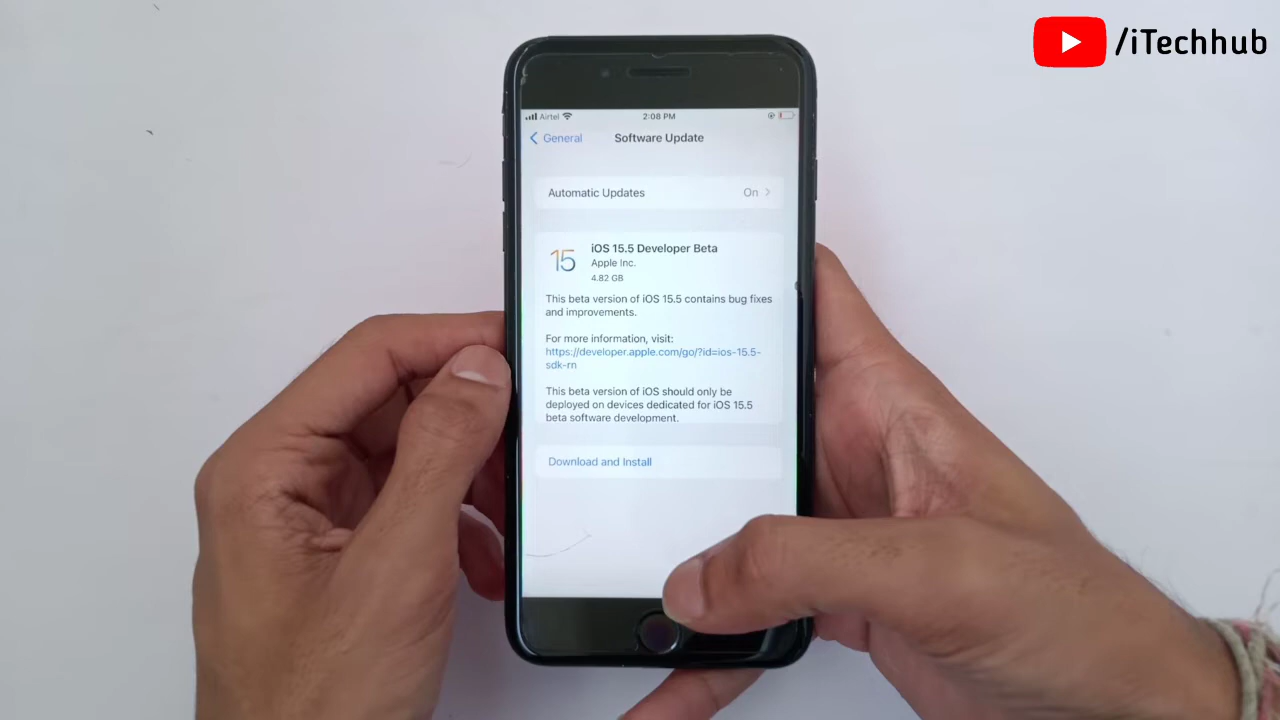 /iTechhub
Airtel
2:08 PM
General
Software Update
Automatic Updates
On
15
iOS 15.5 Developer Beta
Apple Inc.
4.82 GB
This beta version of iOS 15.5 contains bug fixes
and improvements.
For more information, visit:
https://developer.apple.com/go/?id=ios-15.5-
sdk-rn
This beta version of iOS should only be
deployed on devices dedicated for iOS 15.5
beta software development.
Download and Install